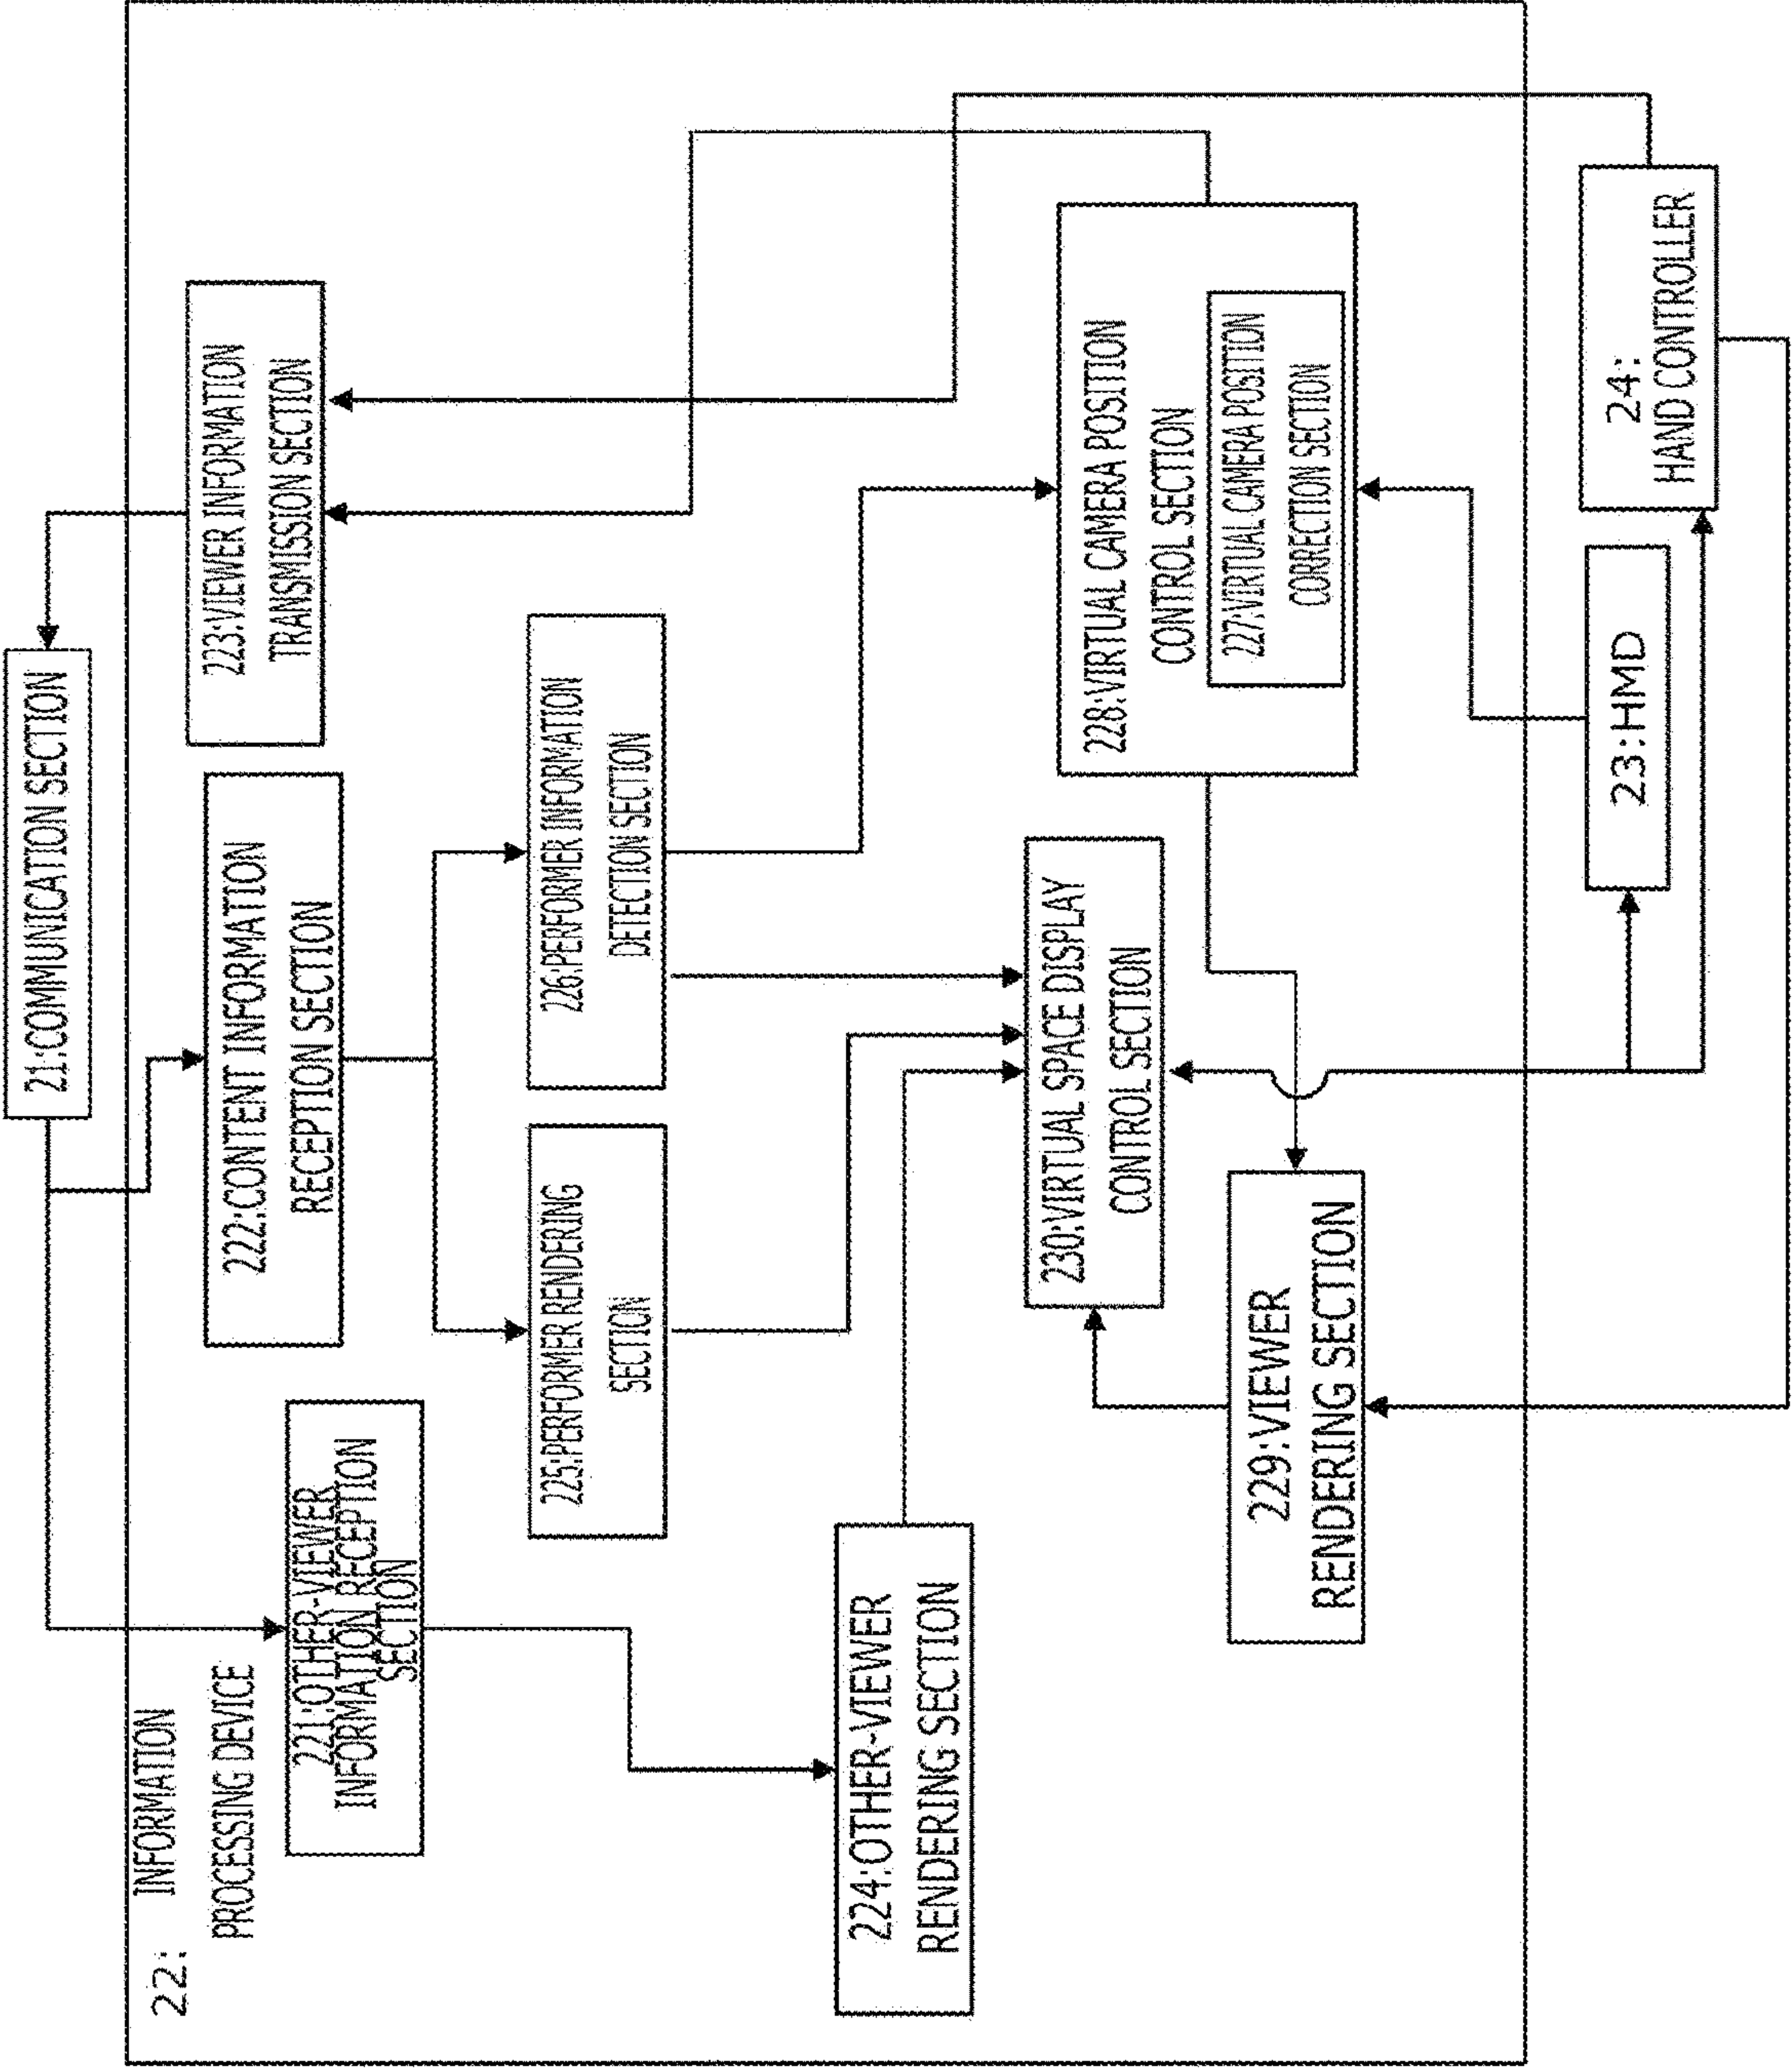 22:
INFORMATION
PROCESSING DEVICE
21:COMMUNICATION SECTION
221:OTHER-VIEWER
INFORMATION RECEPTION
SECTION
222:CONTENT INFORMATION
RECEPTION SECTION
223:VIEWER INFORMATION
TRANSMISSION SECTION
225:PERFORMER RENDERING
SECTION
226:PERFORMER INFORMATION
DETECTION SECTION
224:OTHER-VIEWER
RENDERING SECTION
230:VIRTUAL SPACE DISPLAY
CONTROL SECTION
228:VIRTUAL CAMERA POSITION
CONTROL SECTION
227:VIRTUAL CAMERA POSITION
CORRECTION SECTION
229:VIEWER
RENDERING SECTION
23:HMD
24:
HAND CONTROLLER